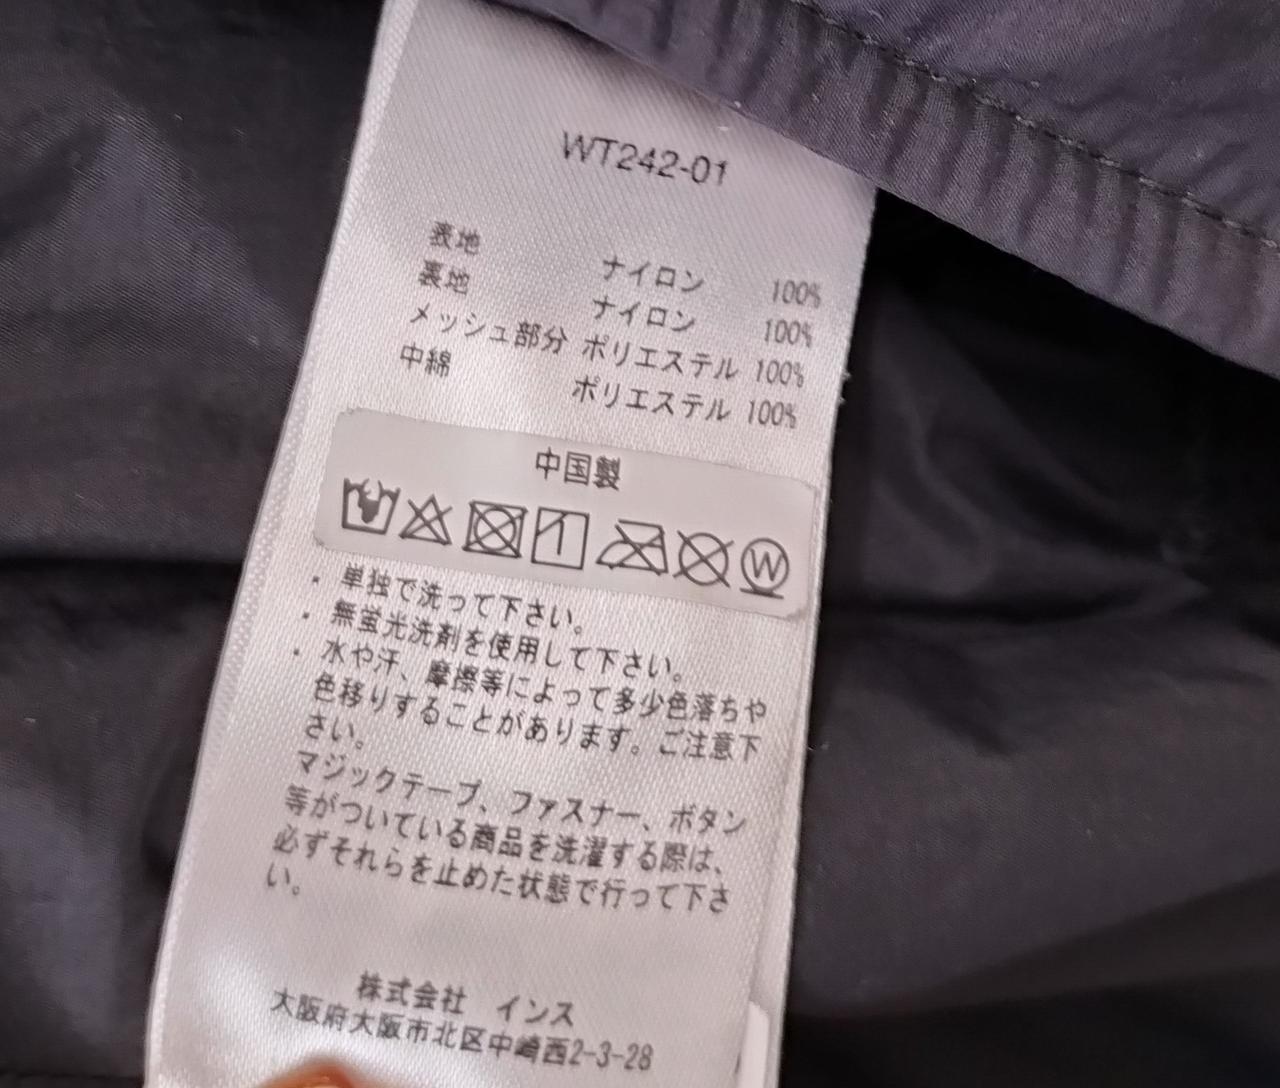 WT242-01
表地 ナイロン 100%
裏地 ナイロン 100%
メッシュ部分 ポリエステル 100%
中綿 ポリエステル 100%
中国製
W
・ 単独で洗って下さい。
・ 無蛍光洗剤を使用して下さい。
・ 水や汗、摩擦等によって多少色落ちや
色移りすることがあります。ご注意下
さい。
マジックテープ、ファスナー、ボタン
等がついている商品を洗濯する際は、
必ずそれらを止めた状態で行って下さ
い。
株式会社 インス
大阪府大阪市北区中崎西2-3-28